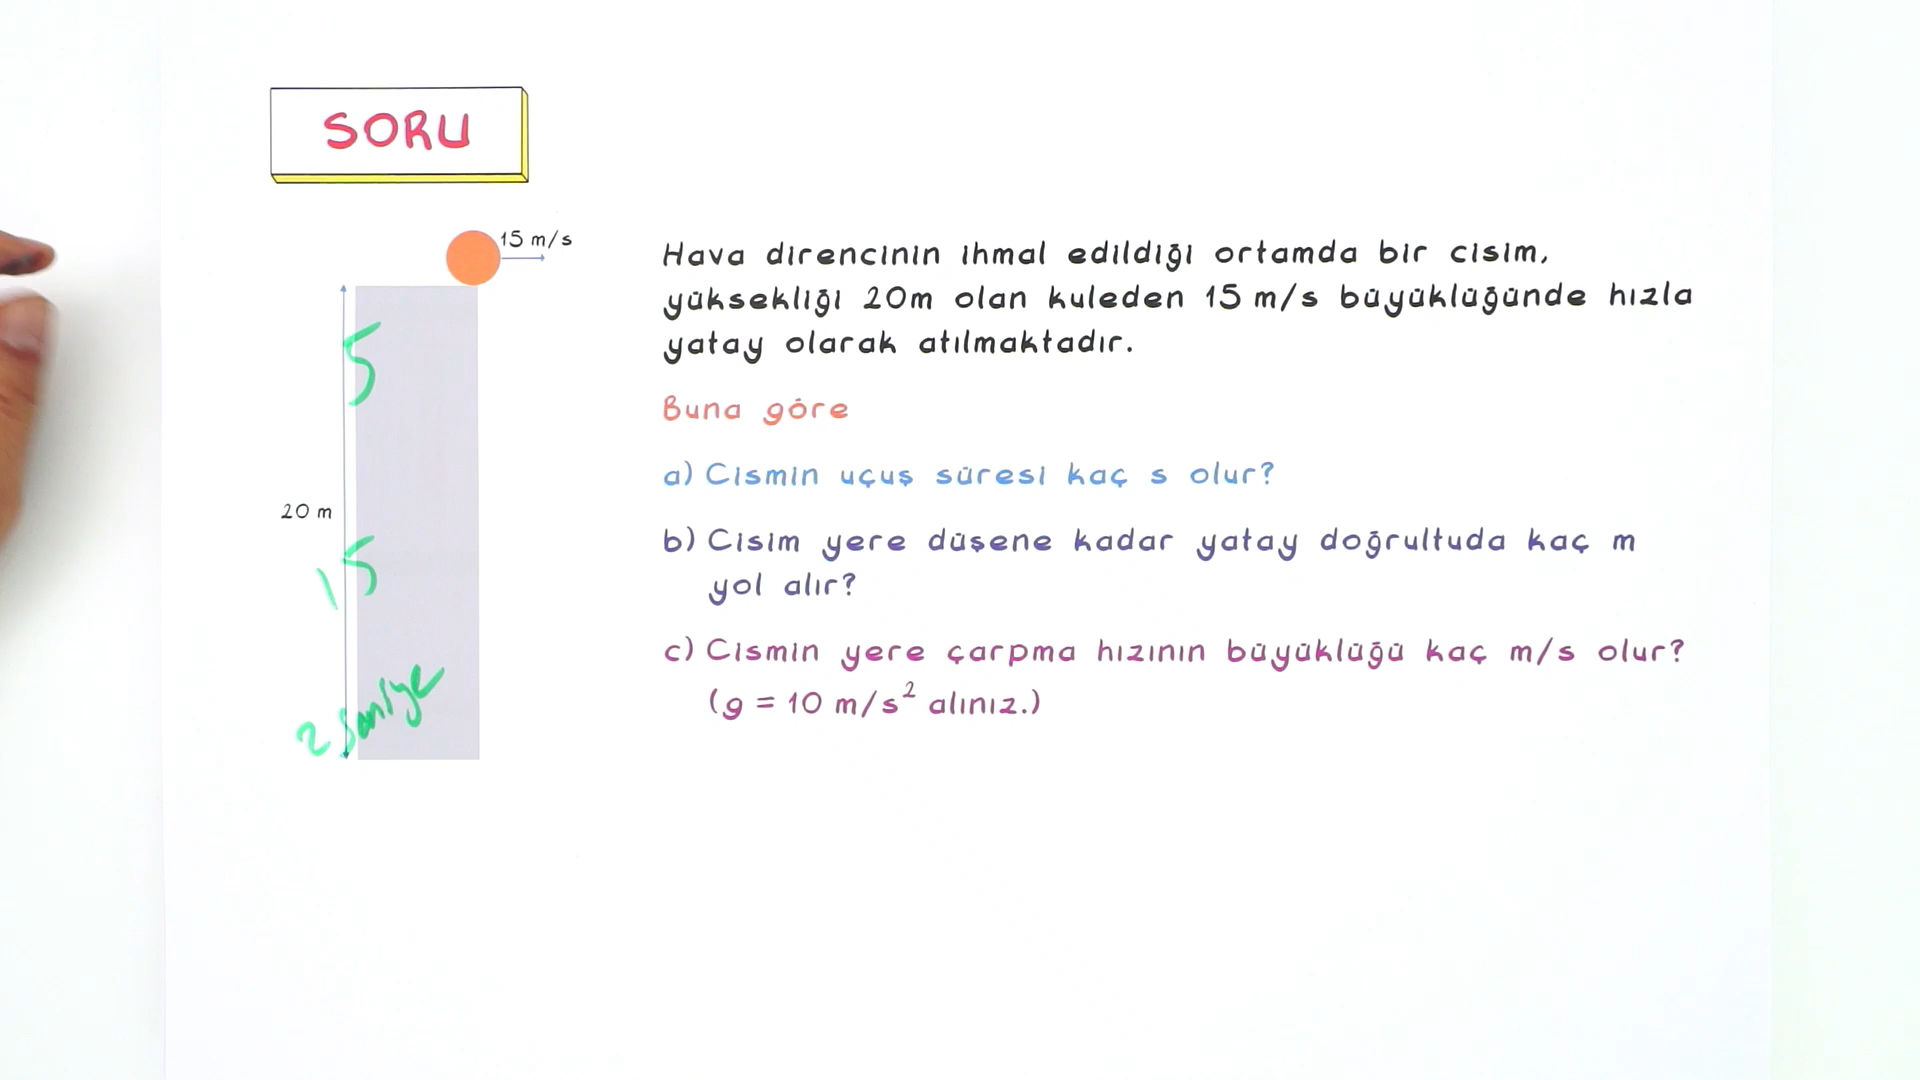 SORU
15 m/s
5
20 m
15
2 saniye
Hava direncinin ihmal edildiği ortamda bir cisim,
yüksekliği 20m olan kuleden 15 m/s büyüklüğünde hızla
yatay olarak atılmaktadır.
Buna göre
a) Cismin uçuş süresi kaç s olur?
b) Cisim yere düşene kadar yatay doğrultuda kaç m
yol alır?
c) Cismin yere çarpma hızının büyüklüğü kaç m/s olur?
(g = 10 m/s² alınız.)